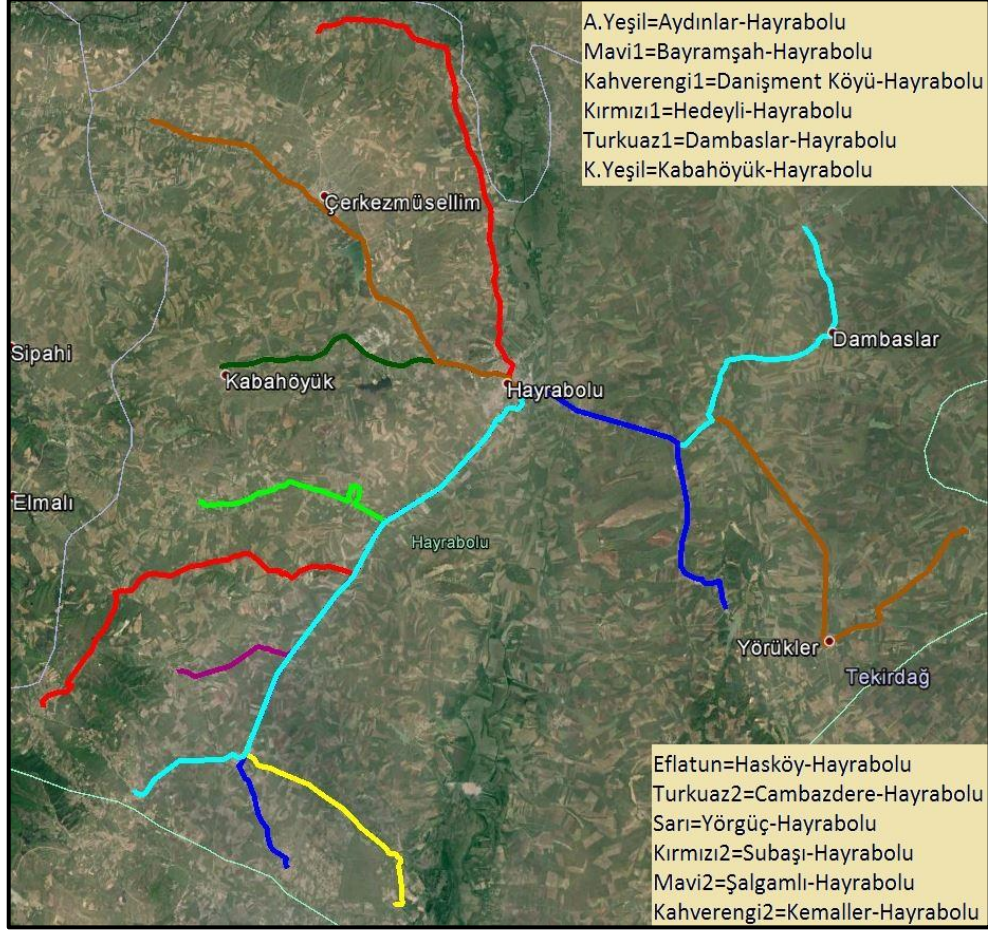 A.Yeşil=Aydınlar-Hayrabolu
Mavi1=Bayramşah-Hayrabolu
Kahverengi1=Danişment Köyü-Hayrabolu
Kırmızı1=Hedeyli-Hayrabolu
Turkuaz1=Dambaslar-Hayrabolu
K.Yeşil=Kabahöyük-Hayrabolu
Çerkezmüsellim
Sipahi
Dambaslar
Kabahöyük
Hayrabolu
Elmalı
Hayrabolu
Yörükler
Tekirdağ
Eflatun=Hasköy-Hayrabolu
Turkuaz2=Cambazdere-Hayrabolu
Sarı=Yörgüç-Hayrabolu
Kırmızı2=Subaşı-Hayrabolu
Mavi2=Şalgamlı-Hayrabolu
Kahverengi2=Kemaller-Hayrabolu